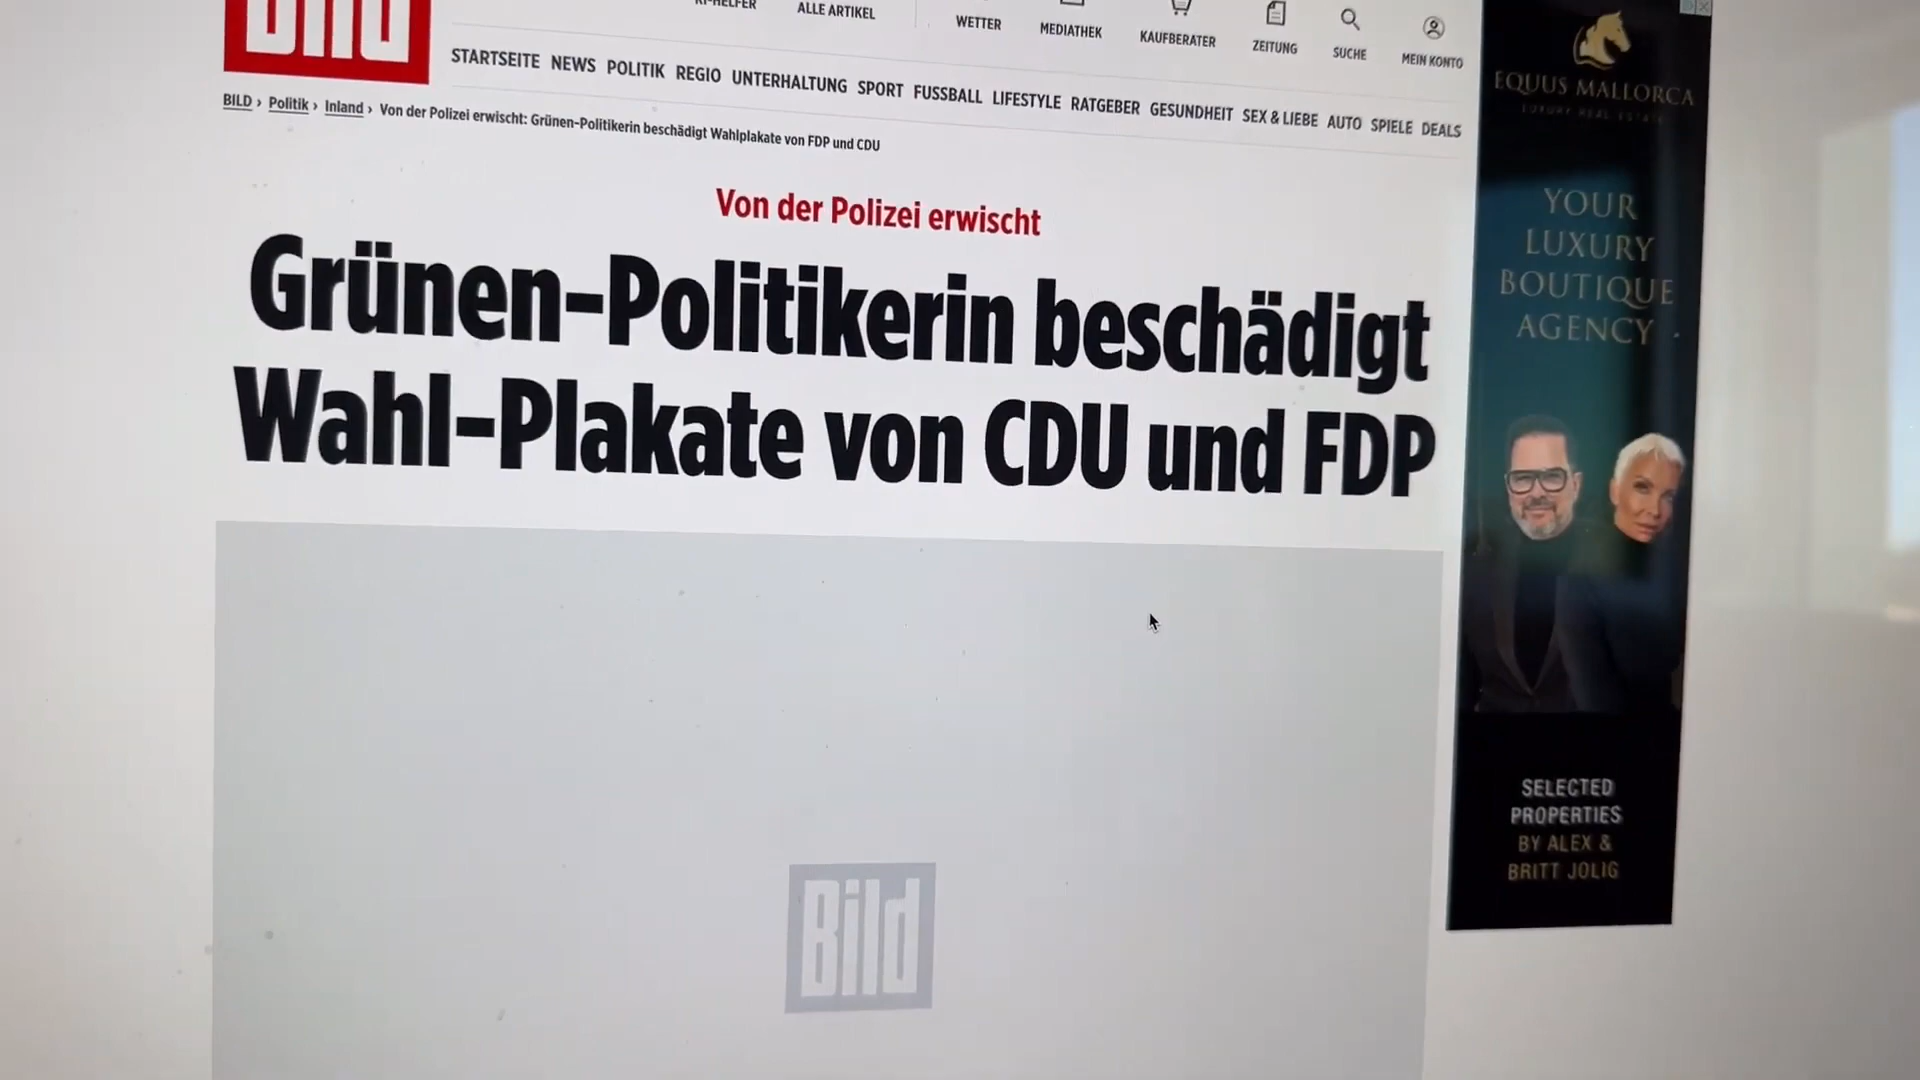 Bild
KI-HELFER
ALLE ARTIKEL
WETTER
MEDIATHEK
KAUFBERATER
ZEITUNG
SUCHE
MEIN KONTO
STARTSEITE NEWS POLITIK REGIO UNTERHALTUNG SPORT FUSSBALL LIFESTYLE RATGEBER GESUNDHEIT SEX & LIEBE AUTO SPIELE DEALS
BILD › Politik › Inland › Von der Polizei erwischt: Grünen-Politikerin beschädigt Wahlplakate von FDP und CDU
Von der Polizei erwischt
Grünen-Politikerin beschädigt
Wahl-Plakate von CDU und FDP
Bild
EQUUS MALLORCA
LUXURY REAL ESTATE
YOUR
LUXURY
BOUTIQUE
AGENCY
SELECTED
PROPERTIES
BY ALEX &
BRITT JOLIG